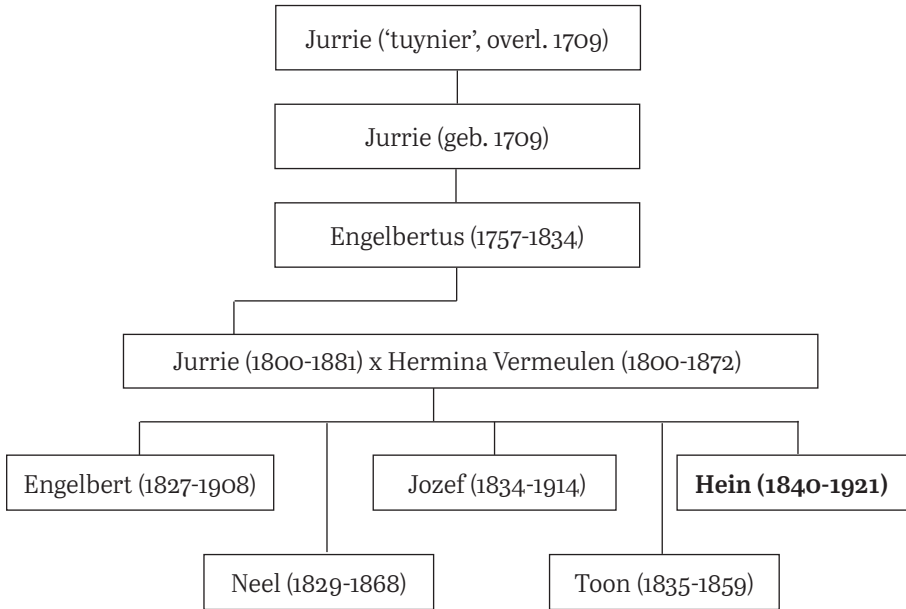 Jurrie (‘tuynier’, overl. 1709)
Jurrie (geb. 1709)
Engelbertus (1757-1834)
Jurrie (1800-1881) x Hermina Vermeulen (1800-1872)
Engelbert (1827-1908)
Jozef (1834-1914)
Hein (1840-1921)
Neel (1829-1868)
Toon (1835-1859)